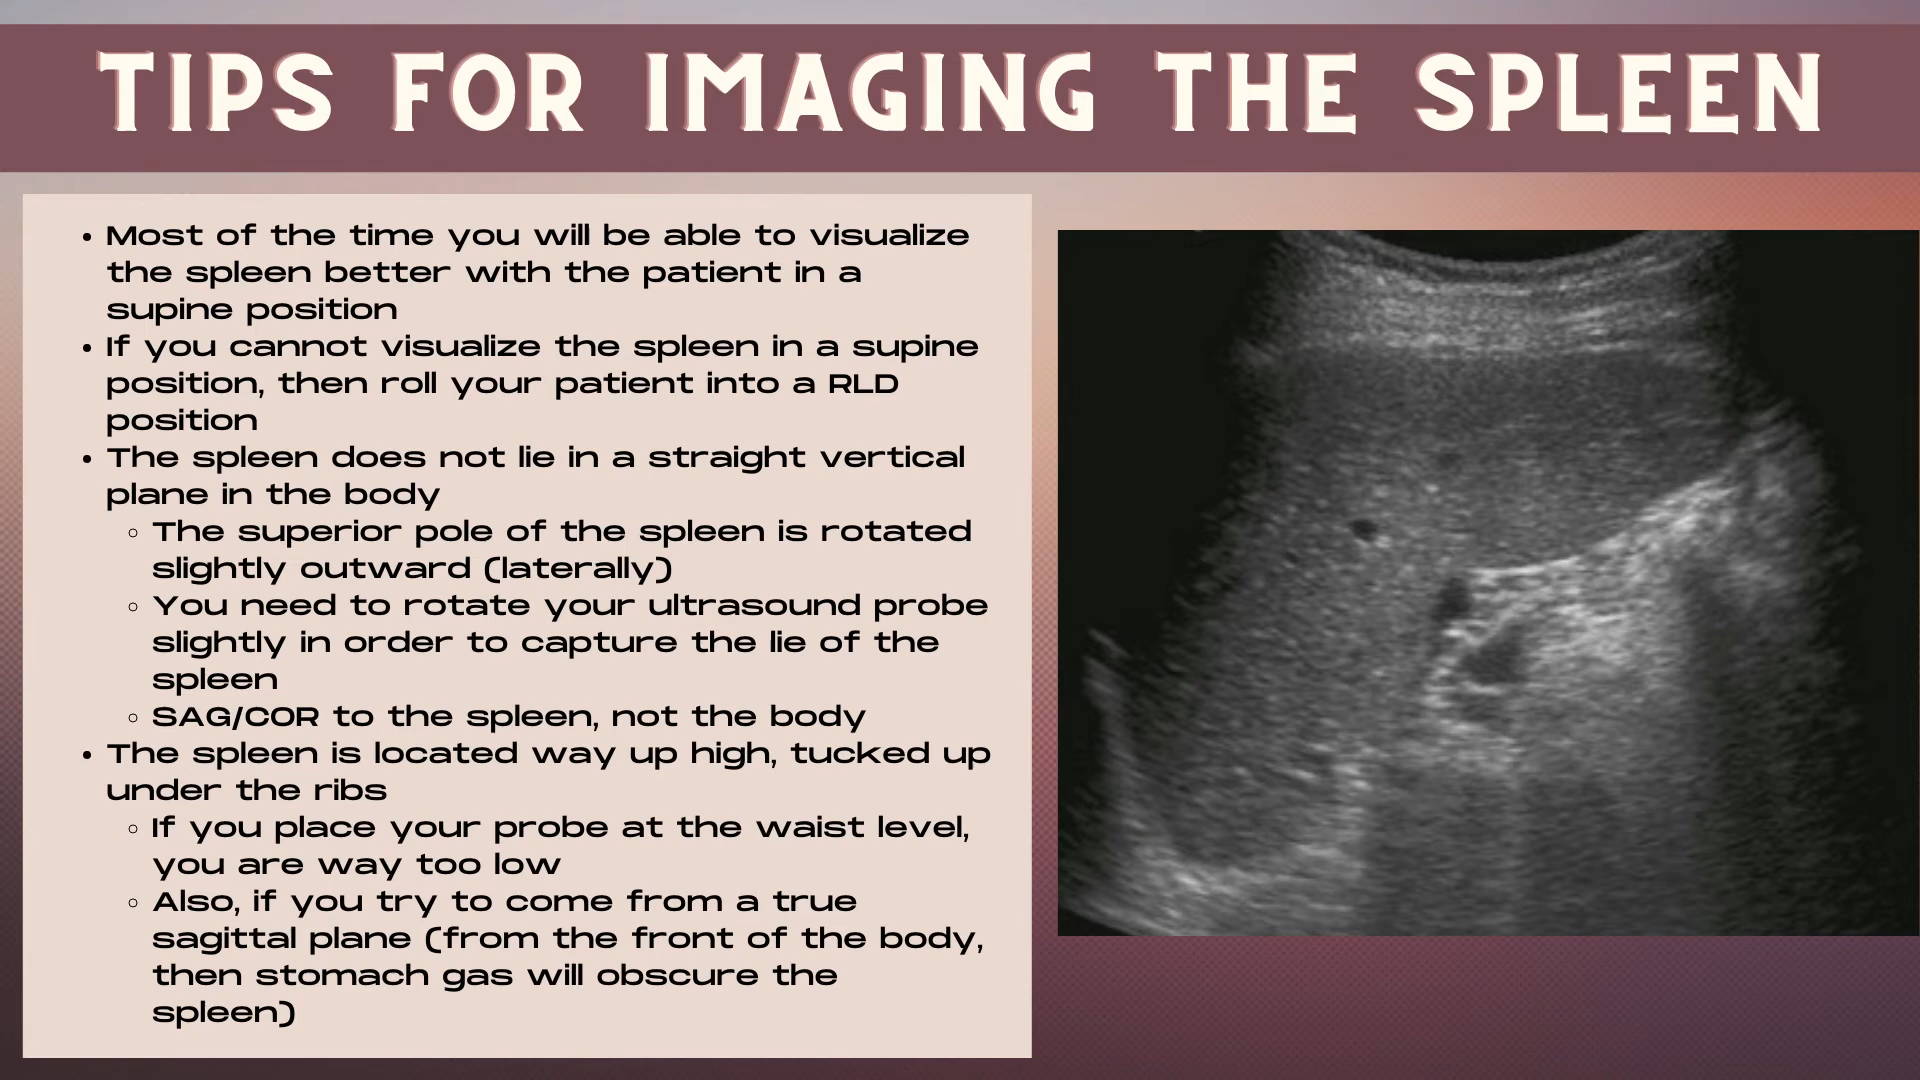 TIPS FOR IMAGING THE SPLEEN
• Most of the time you will be able to visualize
the spleen better with the patient in a
supine position
• If you cannot visualize the spleen in a supine
position, then roll your patient into a RLD
position
• The spleen does not lie in a straight vertical
plane in the body
◦ The superior pole of the spleen is rotated
slightly outward (laterally)
◦ You need to rotate your ultrasound probe
slightly in order to capture the lie of the
spleen
◦ SAG/COR to the spleen, not the body
• The spleen is located way up high, tucked up
under the ribs
◦ If you place your probe at the waist level,
you are way too low
◦ Also, if you try to come from a true
sagittal plane (from the front of the body,
then stomach gas will obscure the
spleen)